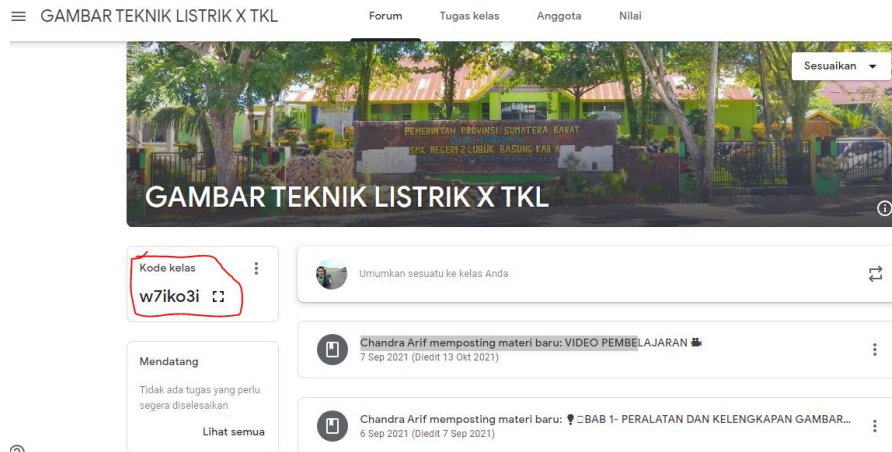 GAMBAR TEKNIK LISTRIK X TKL
Forum Tugas kelas Anggota Nilai
Sesuaikan
PEMERINTAH PROVINSI SUMATERA BARAT
SMK NEGERI 2 LUBUK BASUNG KAB
GAMBAR TEKNIK LISTRIK X TKL
Kode kelas
w7iko3i
Umumkan sesuatu ke kelas Anda
Chandra Arif memposting materi baru: VIDEO PEMBELAJARAN
7 Sep 2021 (Diedit 13 Okt 2021)
Mendatang
Tidak ada tugas yang perlu
segera diselesaikan
Lihat semua
Chandra Arif memposting materi baru: BAB 1- PERALATAN DAN KELENGKAPAN GAMBAR...
6 Sep 2021 (Diedit 7 Sep 2021)